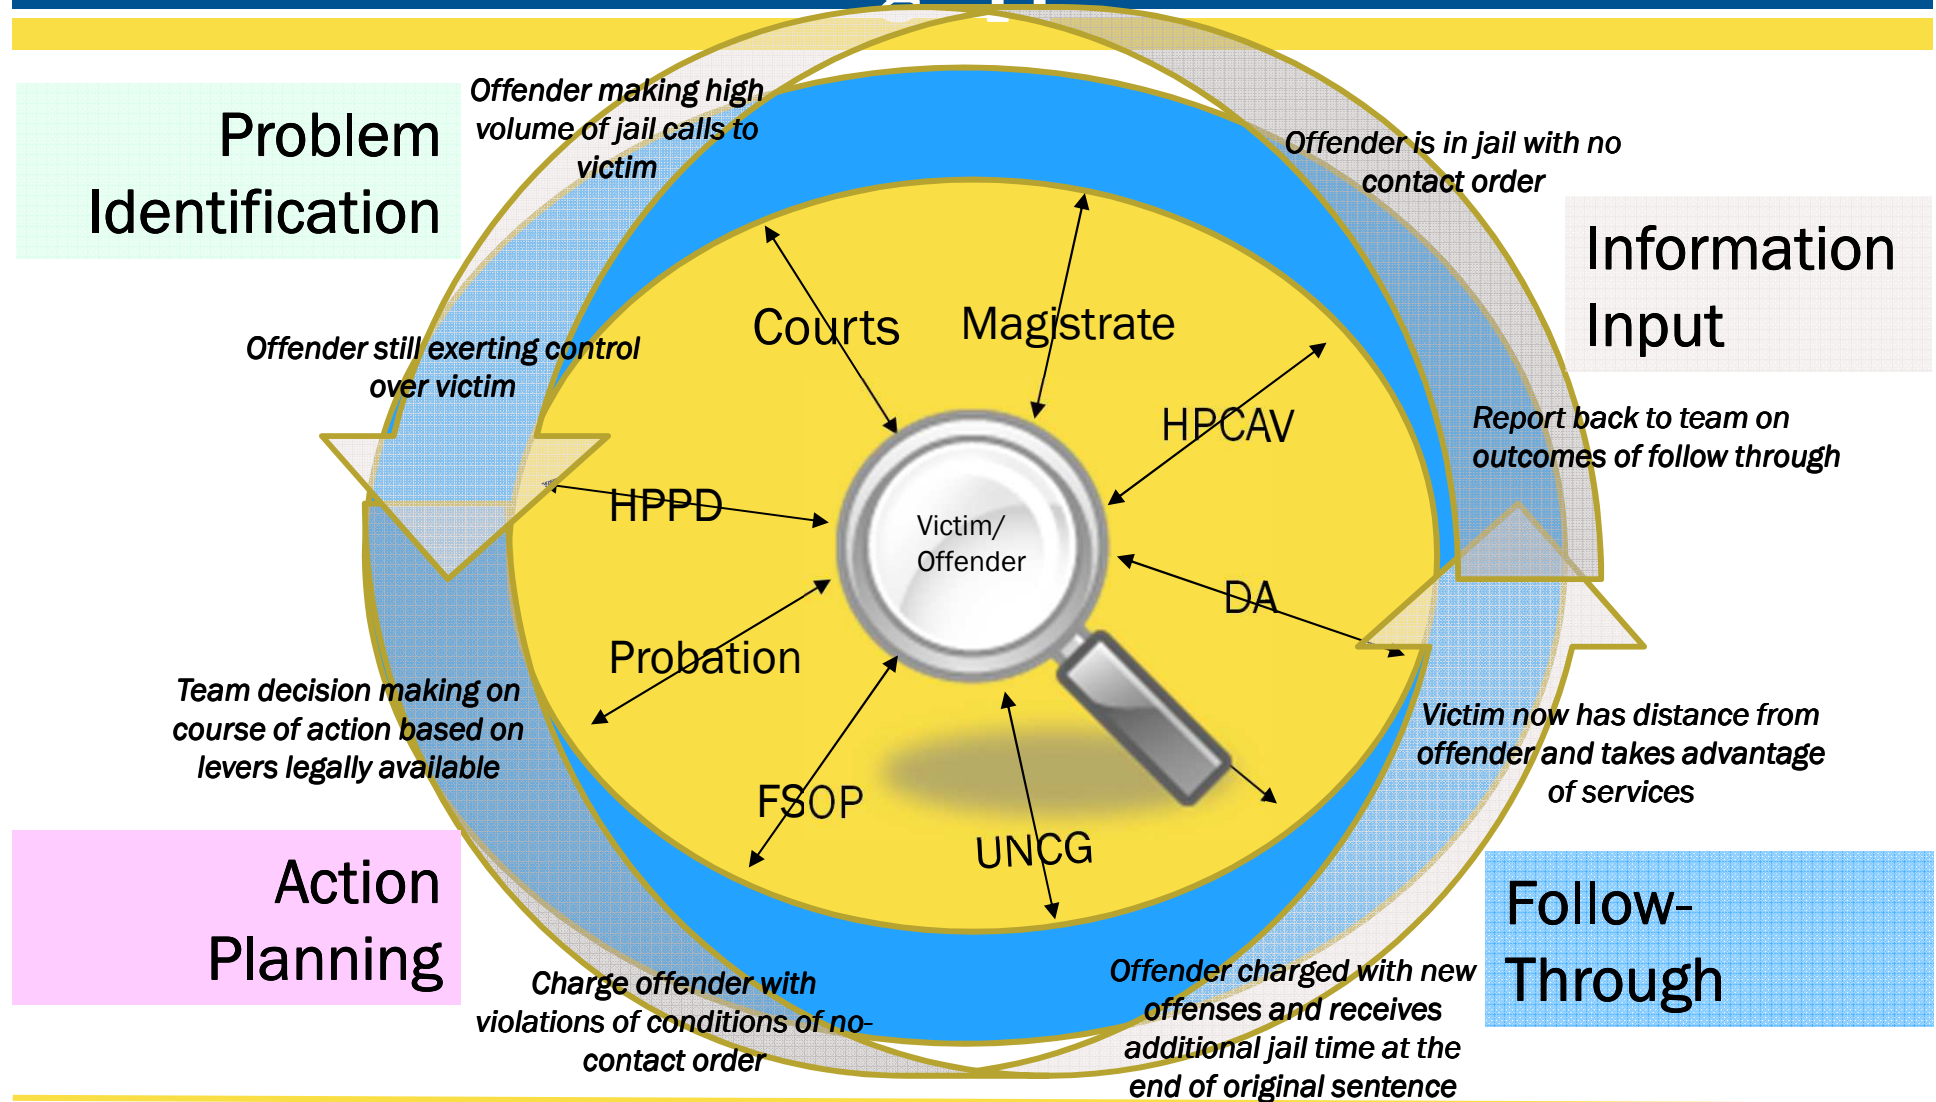 Problem
Identification
Offender making high
volume of jail calls to
victim
Offender is in jail with no
contact order
Information
Input
Offender still exerting control
over victim
Courts
Magistrate
HPCAV
Report back to team on
outcomes of follow through
HPPD
Victim/
Offender
DA
Probation
Team decision making on
course of action based on
levers legally available
Victim now has distance from
offender and takes advantage
of services
FSOP
UNCG
Action
Planning
Follow-
Through
Charge offender with
violations of conditions of no-
contact order
Offender charged with new
offenses and receives
additional jail time at the
end of original sentence